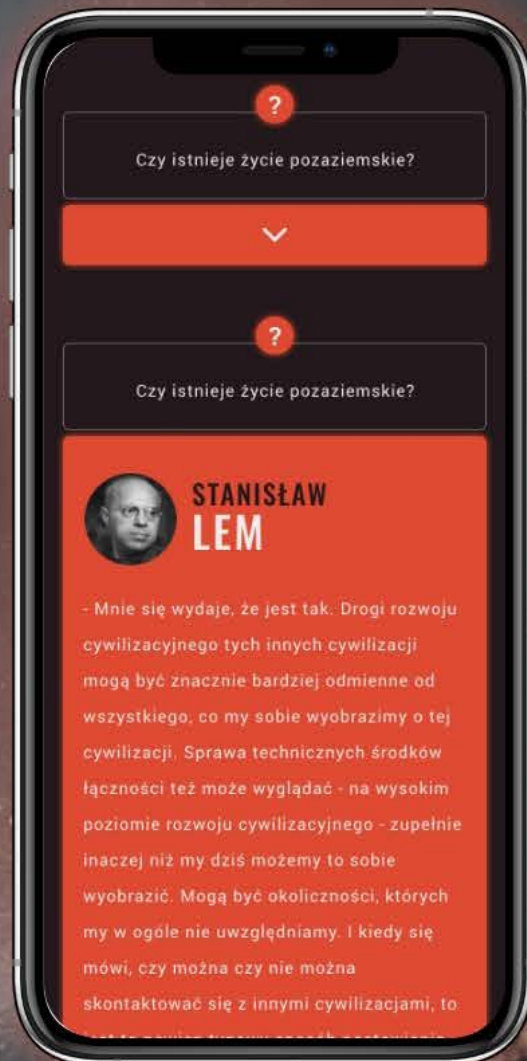 ?
Czy istnieje życie pozaziemskie?
?
Czy istnieje życie pozaziemskie?
STANISŁAW
LEM
- Mnie się wydaje, że jest tak. Drogi rozwoju
cywilizacyjnego tych innych cywilizacji
mogą być znacznie bardziej odmienne od
wszystkiego, co my sobie wyobrazimy o tej
cywilizacji. Sprawa technicznych środków
łączności też może wyglądać - na wysokim
poziomie rozwoju cywilizacyjnego - zupełnie
inaczej niż my dziś możemy to sobie
wyobrazić. Mogą być okoliczności, których
my w ogóle nie uwzględniamy. I kiedy się
mówi, czy można czy nie można
skontaktować się z innymi cywilizacjami, to